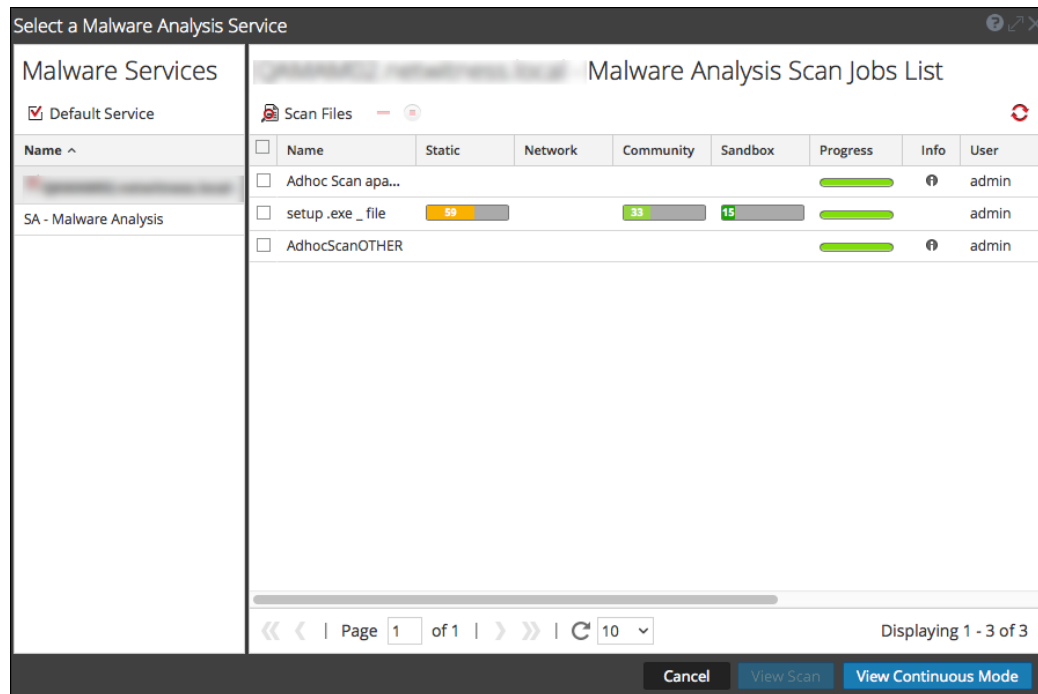 Select a Malware Analysis Service
Malware Services
Default Service
Name
SA - Malware Analysis
Malware Analysis Scan Jobs List
Scan Files
Name Static Network Community Sandbox Progress Info User
Adhoc Scan apa... admin
setup .exe _ file 59 33 15 admin
AdhocScanOTHER admin
Page 1 of 1 10 Displaying 1 - 3 of 3
Cancel View Scan View Continuous Mode